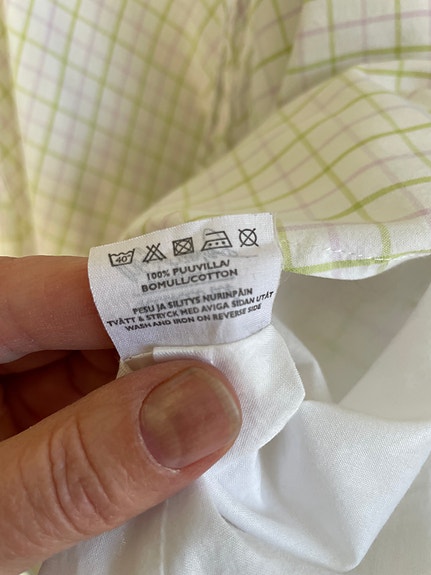 40
100% PUUVILLA/
BOMULL/COTTON
PESU JA SILITYS NURINPÄIN
TVÄTT & STRYCK MED AVIGA SIDAN UTÅT
WASH AND IRON ON REVERSE SIDE